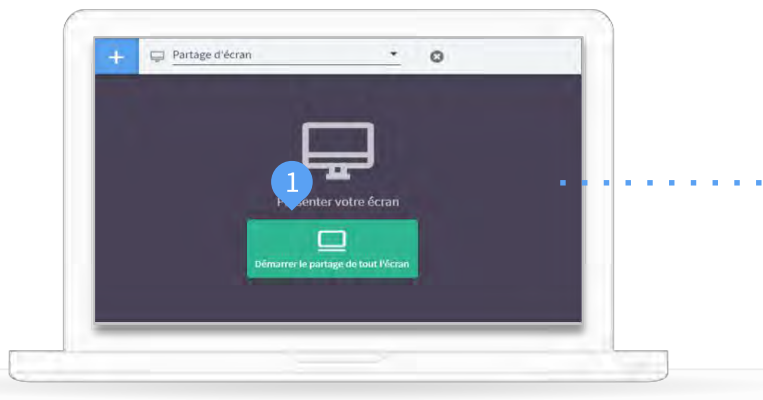 + Partage d'écran
1
Présenter votre écran
Démarrer le partage de tout l'écran